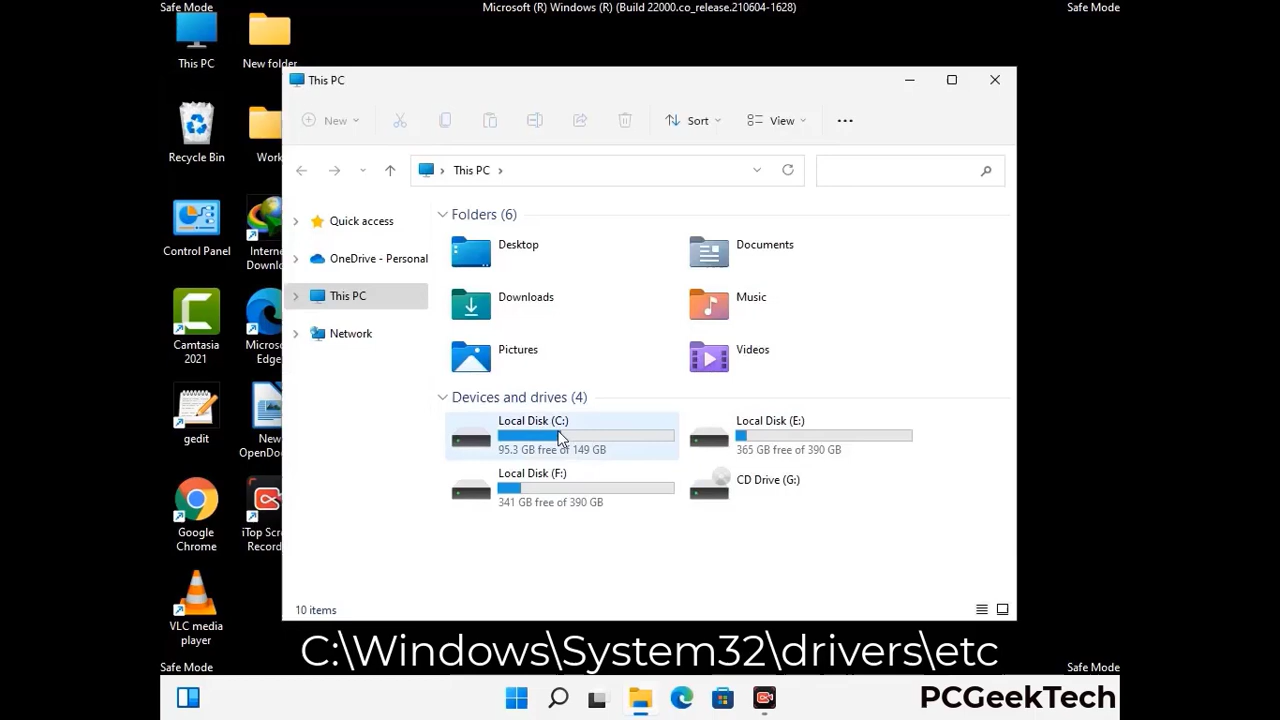 Safe Mode
Microsoft (R) Windows (R) (Build 22000.co_release.210604-1628)
Safe Mode
This PC
New folder
Recycle Bin
Work
Control Panel
Internet
Downlo
Camtasia
2021
Micros
Edge
gedit
New
OpenDo
Google
Chrome
iTop Scr
Record
VLC media
player
This PC
New
Sort
View
This PC
Quick access
OneDrive - Personal
This PC
Network
Folders (6)
Desktop
Documents
Downloads
Music
Pictures
Videos
Devices and drives (4)
Local Disk (C:)
95.3 GB free of 149 GB
Local Disk (E:)
365 GB free of 390 GB
Local Disk (F:)
341 GB free of 390 GB
CD Drive (G:)
10 items
C:\Windows\System32\drivers\etc
Safe Mode
Safe Mode
PCGeekTech